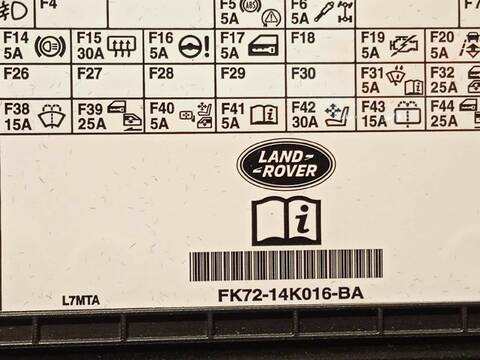 F4 F5 F6 F7
5A 5A
F14 F15 F16 F17 F18 F19 F20
5A 30A 5A 5A 5A 5A
F26 F27 F28 F29 F30 F31 F32
5A 25A
F38 F39 F40 F41 F42 F43 F44
15A 25A 5A 5A 30A 15A 25A
LAND-
-ROVER
i
L7MTA FK72-14K016-BA